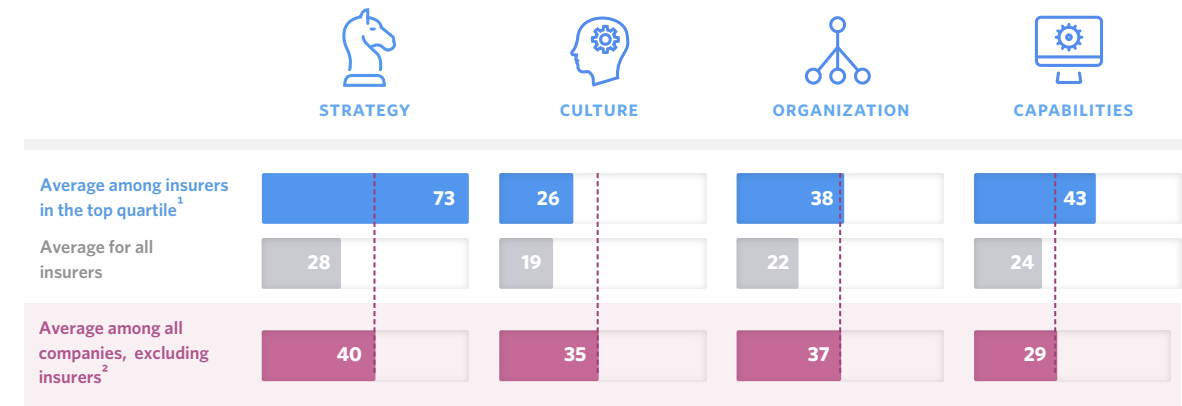 STRATEGY CULTURE ORGANIZATION CAPABILITIES
Average among insurers
in the top quartile1
73 26 38 43
Average for all
insurers
28 19 22 24
Average among all
companies, excluding
insurers2
40 35 37 29